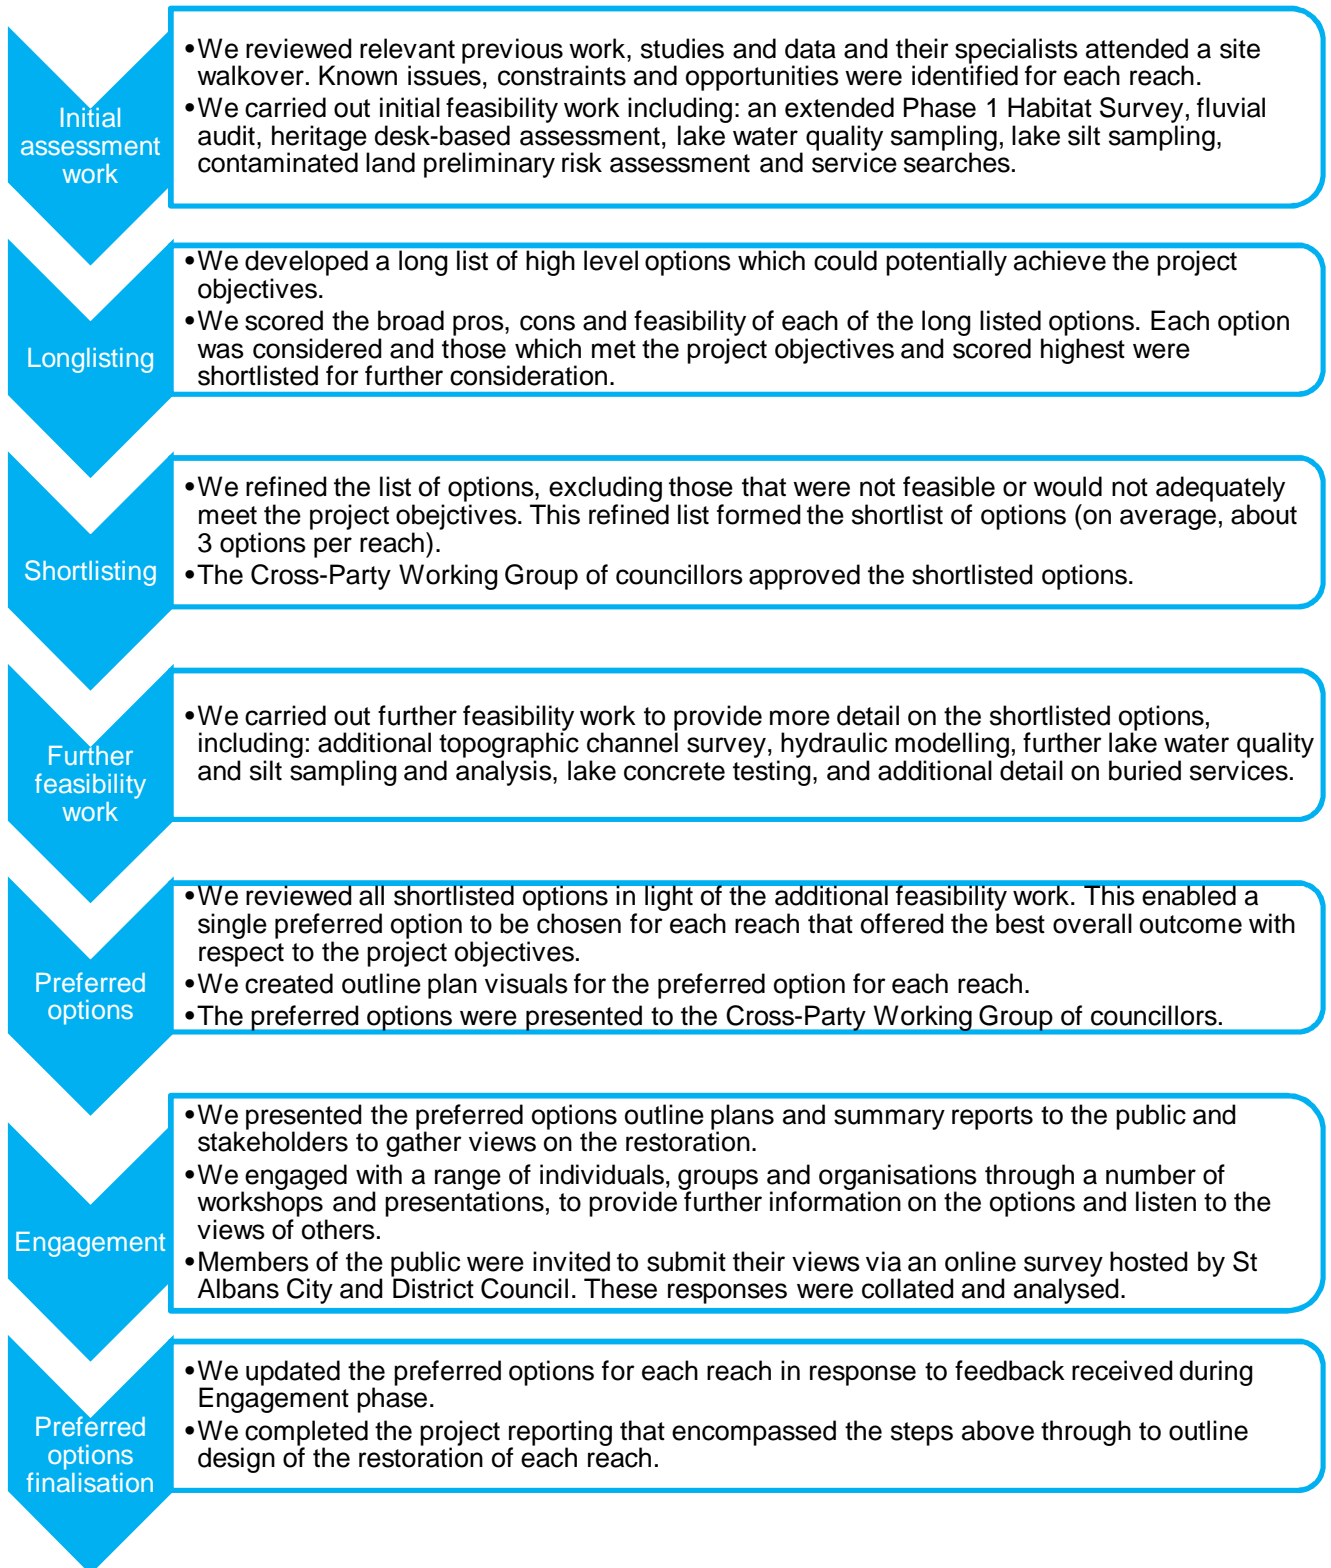 Initial
assessment
work
•We reviewed relevant previous work, studies and data and their specialists attended a site
walkover. Known issues, constraints and opportunities were identified for each reach.
•We carried out initial feasibility work including: an extended Phase 1 Habitat Survey, fluvial
audit, heritage desk-based assessment, lake water quality sampling, lake silt sampling,
contaminated land preliminary risk assessment and service searches.
Longlisting
•We developed a long list of high level options which could potentially achieve the project
objectives.
•We scored the broad pros, cons and feasibility of each of the long listed options. Each option
was considered and those which met the project objectives and scored highest were
shortlisted for further consideration.
Shortlisting
•We refined the list of options, excluding those that were not feasible or would not adequately
meet the project obejctives. This refined list formed the shortlist of options (on average, about
3 options per reach).
•The Cross-Party Working Group of councillors approved the shortlisted options.
Further
feasibility
work
•We carried out further feasibility work to provide more detail on the shortlisted options,
including: additional topographic channel survey, hydraulic modelling, further lake water quality
and silt sampling and analysis, lake concrete testing, and additional detail on buried services.
Preferred
options
•We reviewed all shortlisted options in light of the additional feasibility work. This enabled a
single preferred option to be chosen for each reach that offered the best overall outcome with
respect to the project objectives.
•We created outline plan visuals for the preferred option for each reach.
•The preferred options were presented to the Cross-Party Working Group of councillors.
Engagement
•We presented the preferred options outline plans and summary reports to the public and
stakeholders to gather views on the restoration.
•We engaged with a range of individuals, groups and organisations through a number of
workshops and presentations, to provide further information on the options and listen to the
views of others.
•Members of the public were invited to submit their views via an online survey hosted by St
Albans City and District Council. These responses were collated and analysed.
Preferred
options
finalisation
•We updated the preferred options for each reach in response to feedback received during
Engagement phase.
•We completed the project reporting that encompassed the steps above through to outline
design of the restoration of each reach.